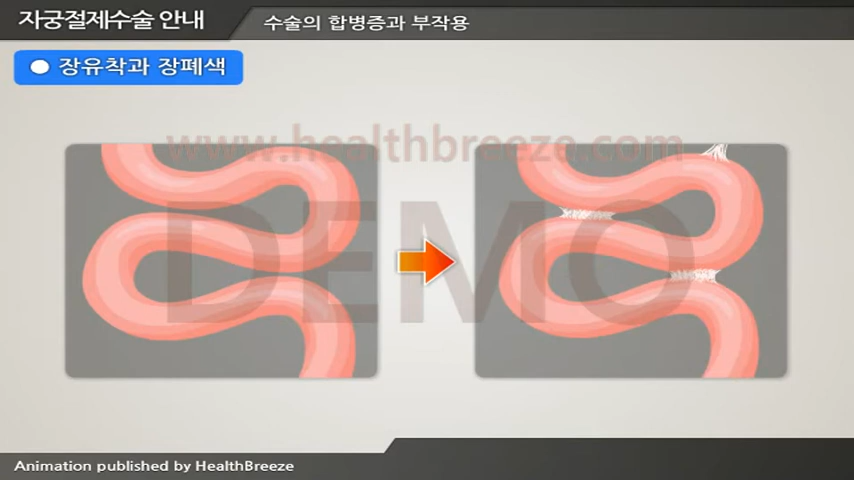 자궁절제수술 안내
수술의 합병증과 부작용
장유착과 장폐색
www.healthbreeze.com
DEMO
Animation published by HealthBreeze